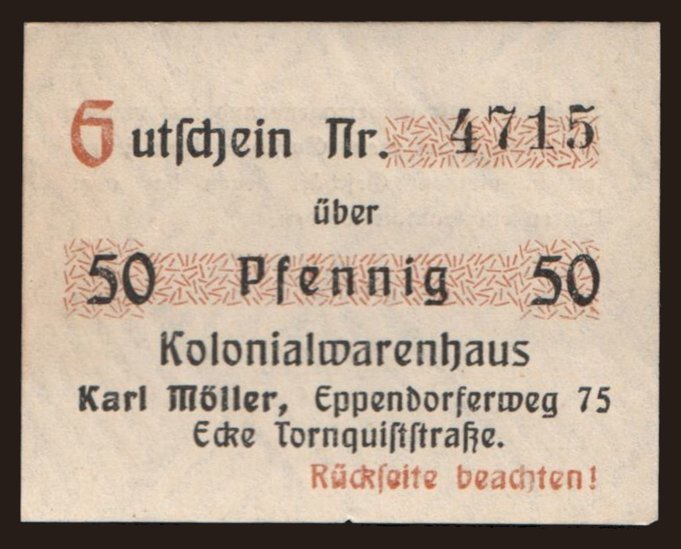 Gutschein Nr. 4715
über
50 Pfennig 50
Kolonialwarenhaus
Karl Möller, Eppendorferweg 75
Ecke Tornquiststraße.
Rückseite beachten!